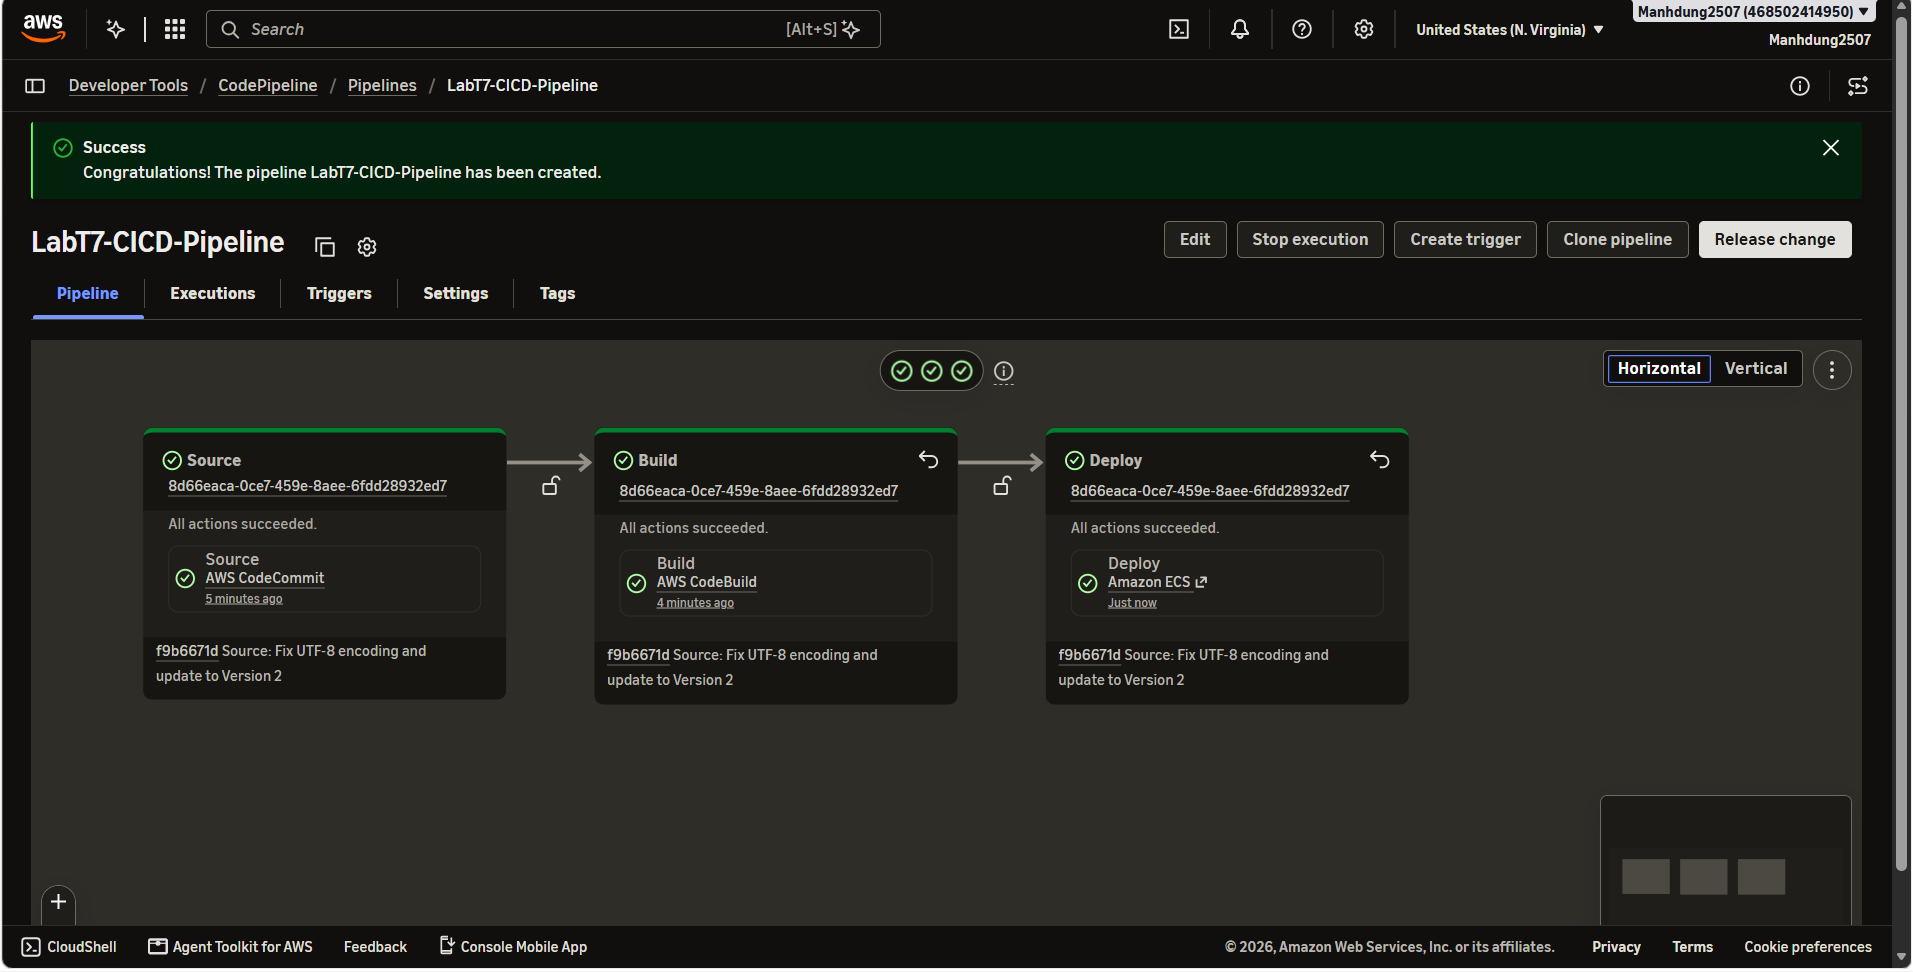 aws
Search
[Alt+S]
United States (N. Virginia)
Manhdung2507 (468502414950)
Manhdung2507
Developer Tools / CodePipeline / Pipelines / LabT7-CICD-Pipeline
Success
Congratulations! The pipeline LabT7-CICD-Pipeline has been created.
LabT7-CICD-Pipeline
Edit
Stop execution
Create trigger
Clone pipeline
Release change
Pipeline
Executions
Triggers
Settings
Tags
Horizontal
Vertical
Source
8d66eaca-0ce7-459e-8aee-6fdd28932ed7
All actions succeeded.
Source
AWS CodeCommit
5 minutes ago
f9b6671d Source: Fix UTF-8 encoding and
update to Version 2
Build
8d66eaca-0ce7-459e-8aee-6fdd28932ed7
All actions succeeded.
Build
AWS CodeBuild
4 minutes ago
f9b6671d Source: Fix UTF-8 encoding and
update to Version 2
Deploy
8d66eaca-0ce7-459e-8aee-6fdd28932ed7
All actions succeeded.
Deploy
Amazon ECS
Just now
f9b6671d Source: Fix UTF-8 encoding and
update to Version 2
CloudShell
Agent Toolkit for AWS
Feedback
Console Mobile App
© 2026, Amazon Web Services, Inc. or its affiliates.
Privacy
Terms
Cookie preferences